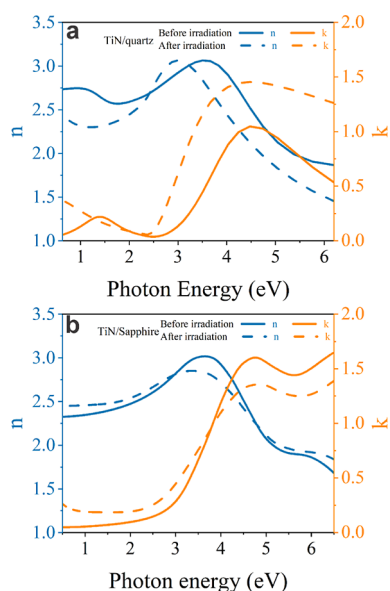 a
TiN/quartz
Before irradiation n k
After irradiation n k
3.5
3.0
2.5
2.0
1.5
1.0
n
2.0
1.5
1.0
0.5
0.0
k
1 2 3 4 5 6
Photon Energy (eV)
b
TiN/Sapphire
Before irradiation n k
After irradiation n k
3.5
3.0
2.5
2.0
1.5
1.0
n
2.0
1.5
1.0
0.5
0.0
k
1 2 3 4 5 6
Photon energy (eV)